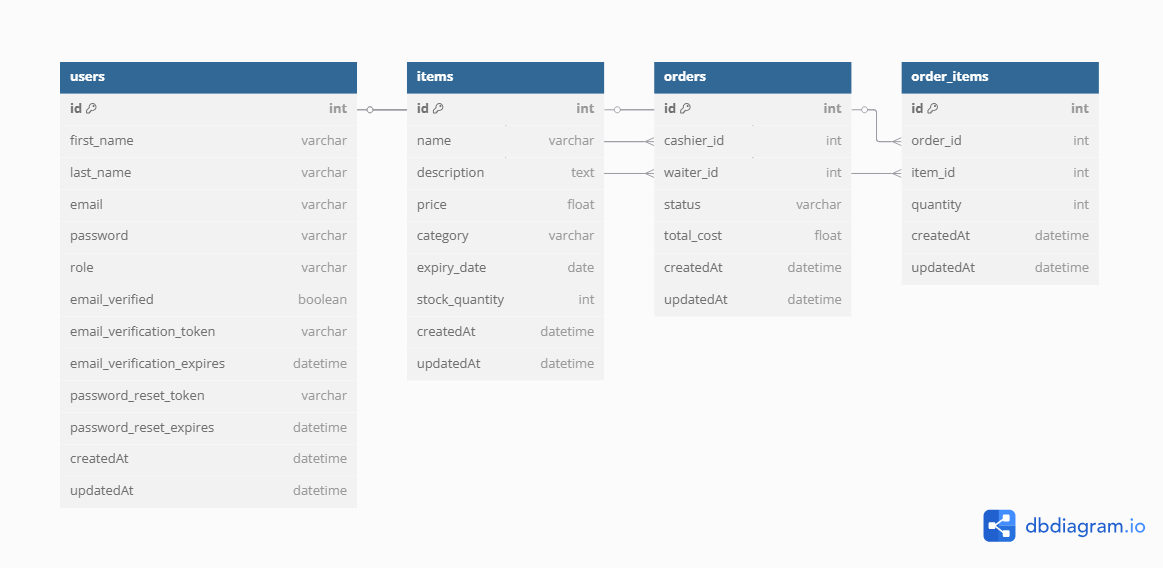 users
id int
first_name varchar
last_name varchar
email varchar
password varchar
role varchar
email_verified boolean
email_verification_token varchar
email_verification_expires datetime
password_reset_token varchar
password_reset_expires datetime
createdAt datetime
updatedAt datetime
items
id int
name varchar
description text
price float
category varchar
expiry_date date
stock_quantity int
createdAt datetime
updatedAt datetime
orders
id int
cashier_id int
waiter_id int
status varchar
total_cost float
createdAt datetime
updatedAt datetime
order_items
id int
order_id int
item_id int
quantity int
createdAt datetime
updatedAt datetime
dbdiagram.io